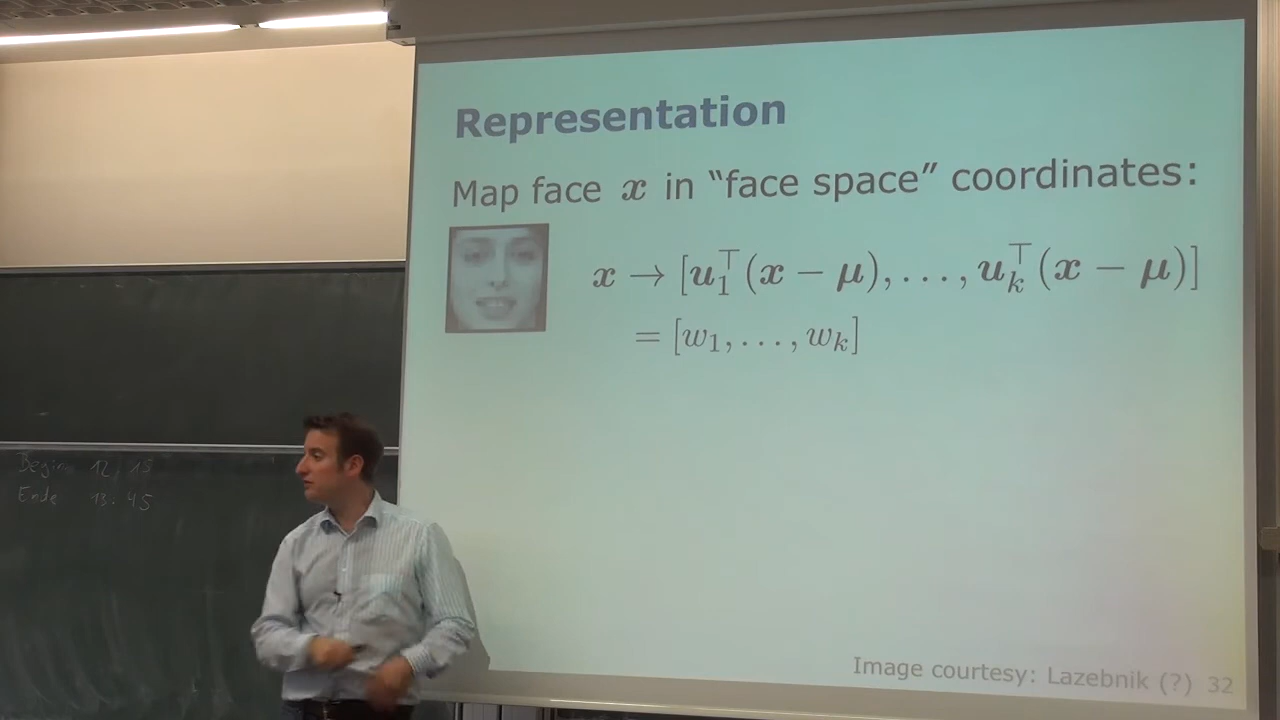 Representation
Map face x in “face space” coordinates:
x → [u₁ᵀ(x − μ), . . . , uₖᵀ(x − μ)]
= [w₁, . . . , wₖ]
Begin 12.15
Ende 13.45
Image courtesy: Lazebnik (?) 32